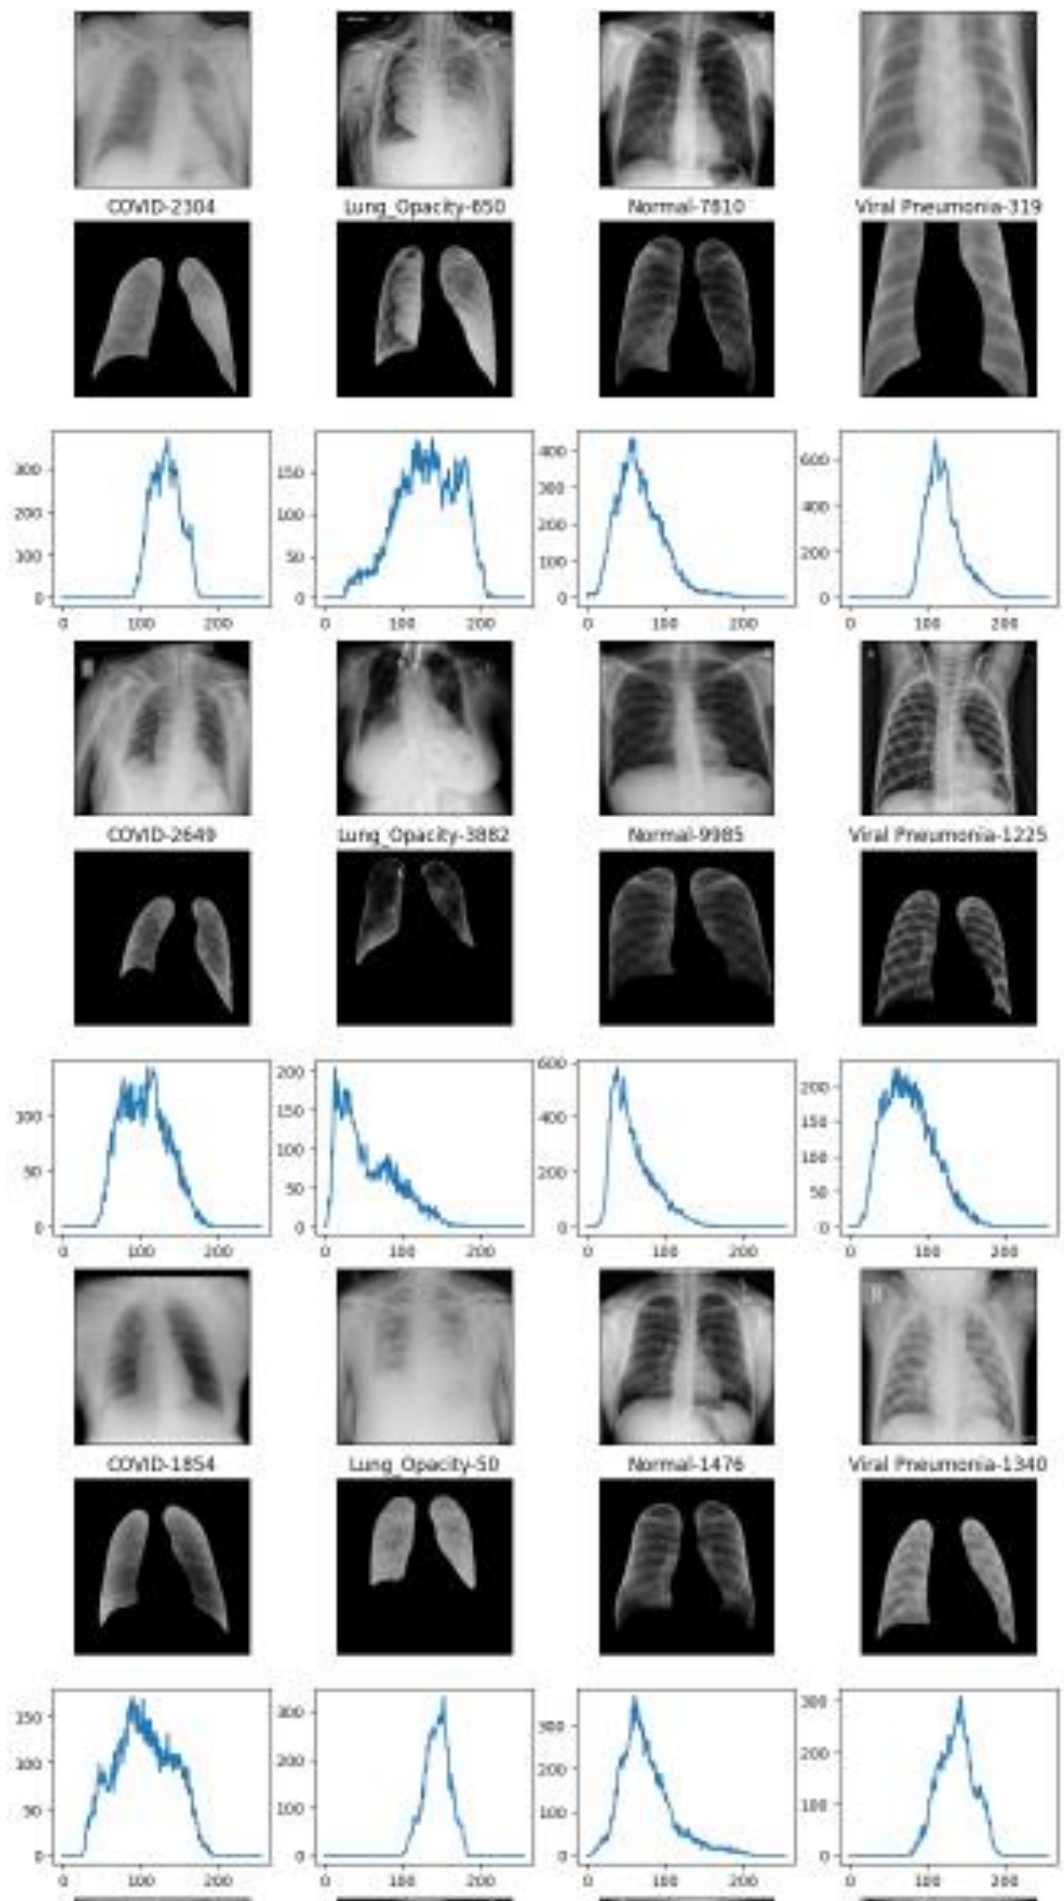 COVID-2304 Lung_Opacity-650 Normal-7810 Viral Pneumonia-319
300 150 400 600
200 100 300 400
100 50 200 200
0 0 100 0
0
0 100 200 0 100 200 0 100 200 0 100 200
COVID-2649 Lung_Opacity-3882 Normal-9985 Viral Pneumonia-1225
100 200 600 200
50 150 400 150
0 100 200 100
50 0 50
0 0
0 100 200 0 100 200 0 100 200 0 100 200
COVID-1854 Lung_Opacity-50 Normal-1476 Viral Pneumonia-1340
150 300 300 300
100 200 200 200
50 100 100 100
0 0 0 0
0 100 200 0 100 200 0 100 200 0 100 200